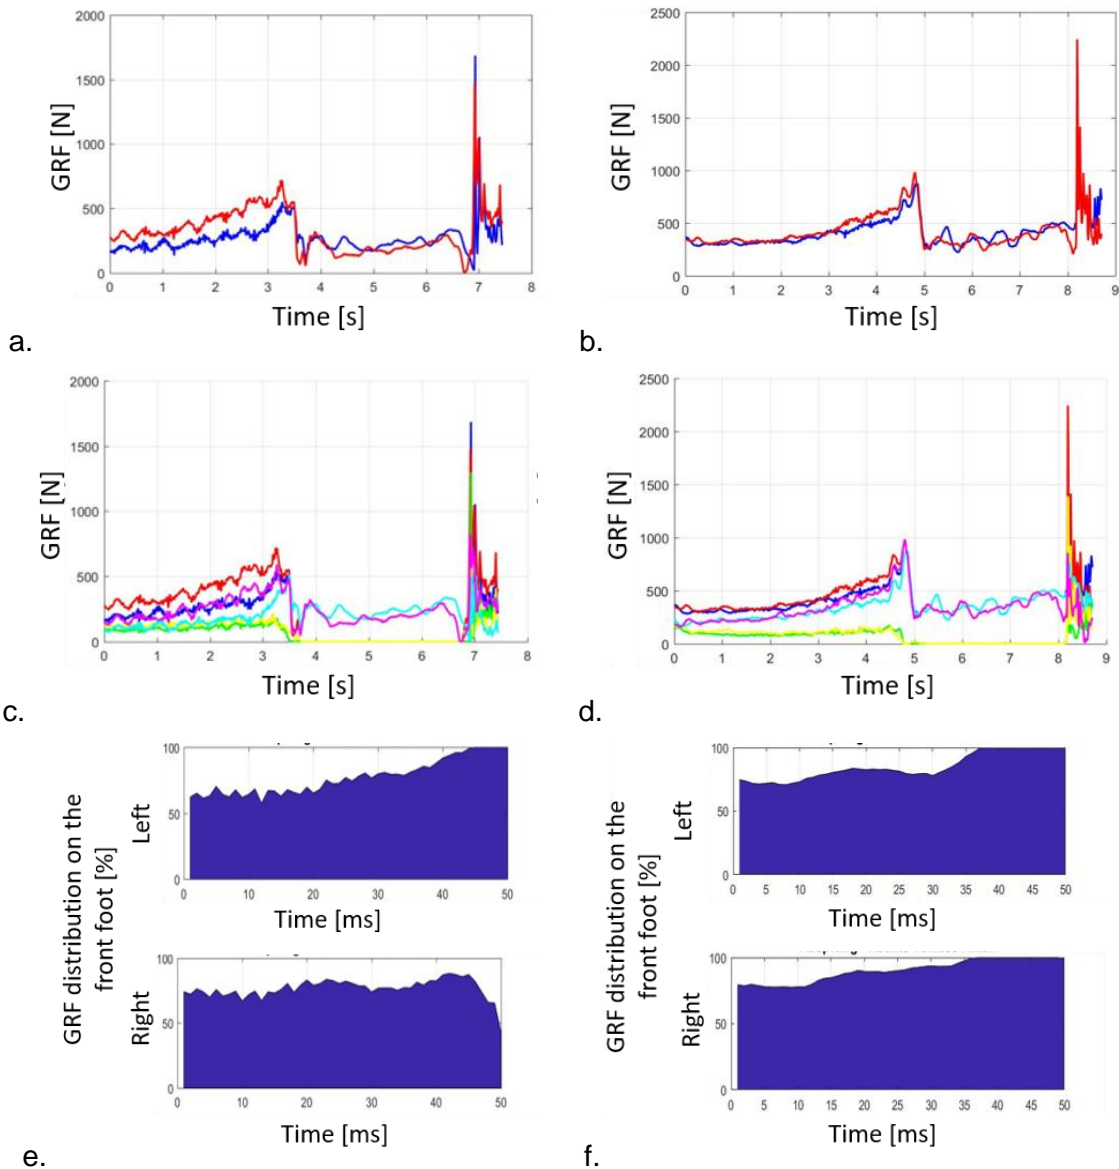 2000
1500
1000
500
0
GRF [N]
0 1 2 3 4 5 6 7 8
Time [s]
a.
2500
2000
1500
1000
500
0
GRF [N]
0 1 2 3 4 5 6 7 8 9
Time [s]
b.
2000
1500
1000
500
0
GRF [N]
0 1 2 3 4 5 6 7 8
Time [s]
c.
2500
2000
1500
1000
500
0
GRF [N]
0 1 2 3 4 5 6 7 8 9
Time [s]
d.
GRF distribution on the
front foot [%]
Left
100
50
0
0 10 20 30 40 50
Time [ms]
Right
100
50
0
0 10 20 30 40 50
Time [ms]
e.
GRF distribution on the
front foot [%]
Left
100
50
0
0 5 10 15 20 25 30 35 40 45 50
Time [ms]
Right
100
50
0
0 5 10 15 20 25 30 35 40 45 50
Time [ms]
f.